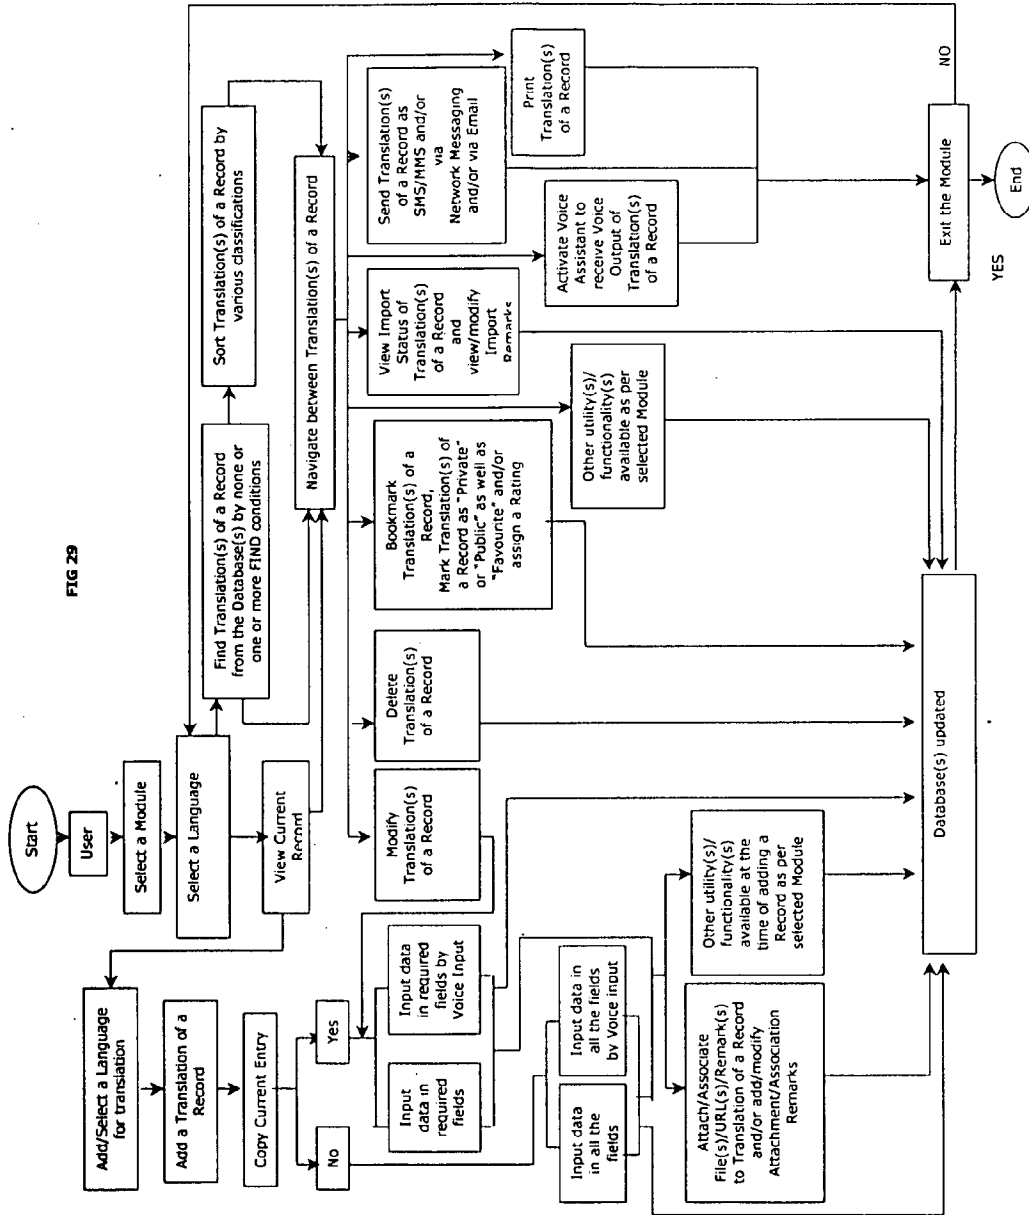 FIG 29
Start
User
Select a Module
Select a Language
View Current
Record
Find Translation(s) of a Record
from the Database(s) by none or
one or more FIND conditions
Sort Translation(s) of a Record by
various classifications
Navigate between Translation(s) of a Record
Add/Select a Language
for translation
Add a Translation of a
Record
Copy Current Entry
No
Yes
Input
data in
required
fields
Input data
in required
fields by
Voice Input
Input data
in all the
fields
Input data in
all the fields
by Voice input
Modify
Translation(s)
of a Record
Delete
Translation(s)
of a Record
Bookmark
Translation(s) of a
Record,
Mark Translation(s) of
a Record as "Private"
or "Public" as well as
"Favourite" and/or
assign a Rating
View Import
Status of
Translation(s)
of a Record
and
view/modify
Import
Remarks
Send Translation(s)
of a Record as
SMS/MMS and/or
via
Network Messaging
and/or via Email
Print
Translation(s)
of a Record
Activate Voice
Assistant to
receive Voice
Output of
Translation(s)
of a Record
Other utility(s)/
functionality(s)
available as per
selected Module
Attach/Associate
File(s)/URL(s)/Remark(s)
to Translation of a Record
and/or add/modify
Attachment/Association
Remarks
Other utility(s)/
functionality(s)
available at the
time of adding a
Record as per
selected Module
Database(s) updated
Exit the Module
NO
YES
End